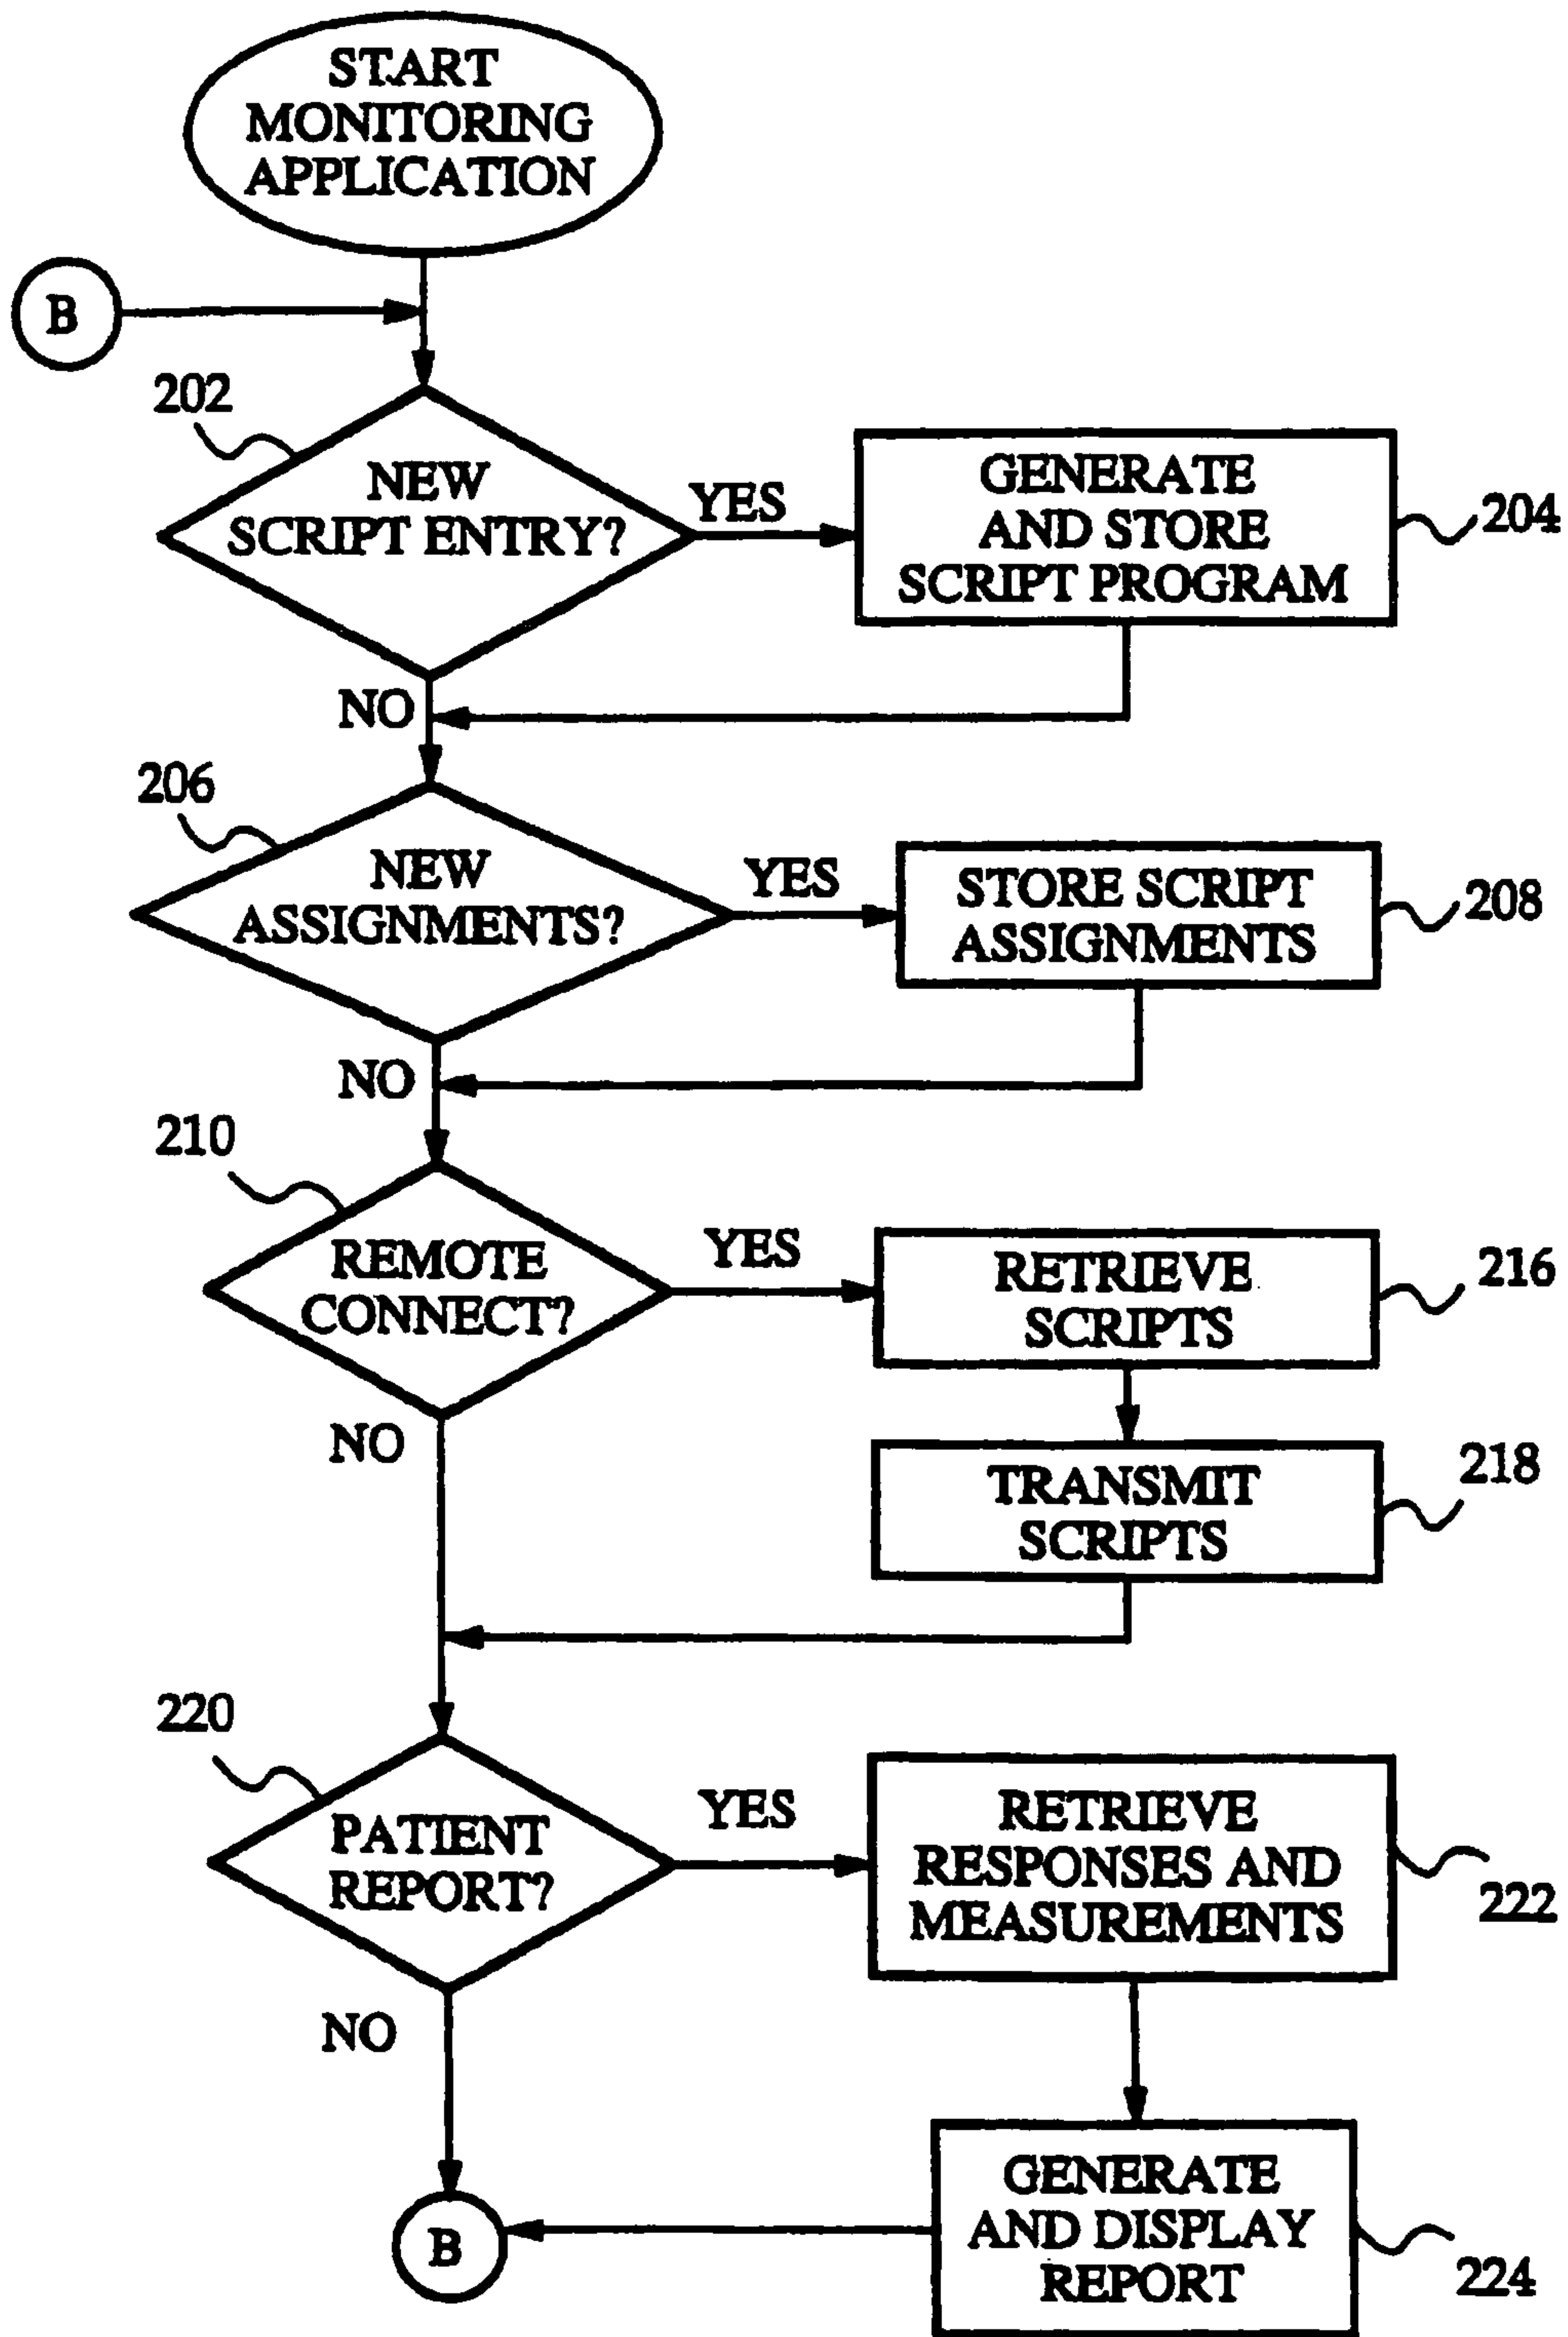 START
MONITORING
APPLICATION
B
202
NEW
SCRIPT ENTRY?
YES
GENERATE
AND STORE
SCRIPT PROGRAM
204
NO
206
NEW
ASSIGNMENTS?
YES
STORE SCRIPT
ASSIGNMENTS
208
NO
210
REMOTE
CONNECT?
YES
RETRIEVE
SCRIPTS
216
NO
TRANSMIT
SCRIPTS
218
220
PATIENT
REPORT?
YES
RETRIEVE
RESPONSES AND
MEASUREMENTS
222
NO
B
GENERATE
AND DISPLAY
REPORT
224